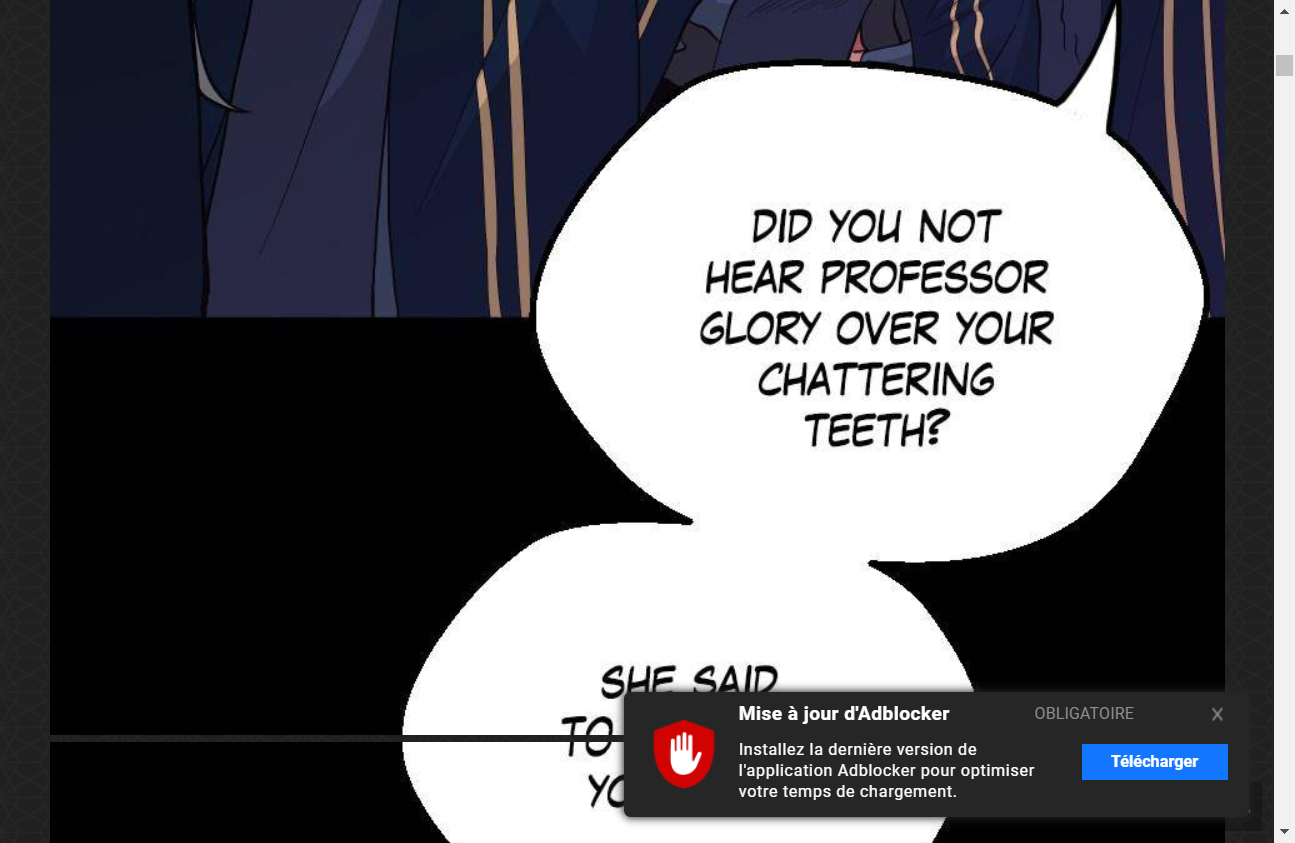 DID YOU NOT
HEAR PROFESSOR
GLORY OVER YOUR
CHATTERING
TEETH?
SHE SAID
TO
Mise à jour d'Adblocker
OBLIGATOIRE
X
Installez la dernière version de
l'application Adblocker pour optimiser
votre temps de chargement.
Télécharger